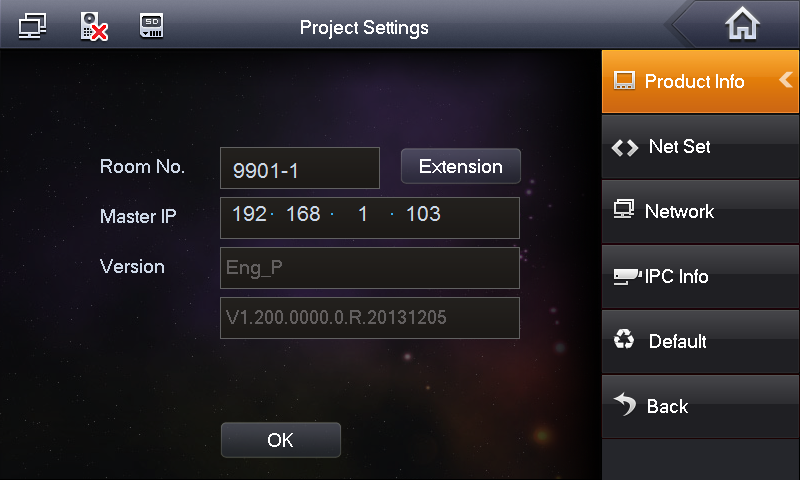 SD
Project Settings
Product Info
Room No. 9901-1 Extension
Net Set
Master IP 192. 168. 1 . 103
Network
Version Eng_P
IPC Info
V1.200.0000.0.R.20131205
Default
Back
OK